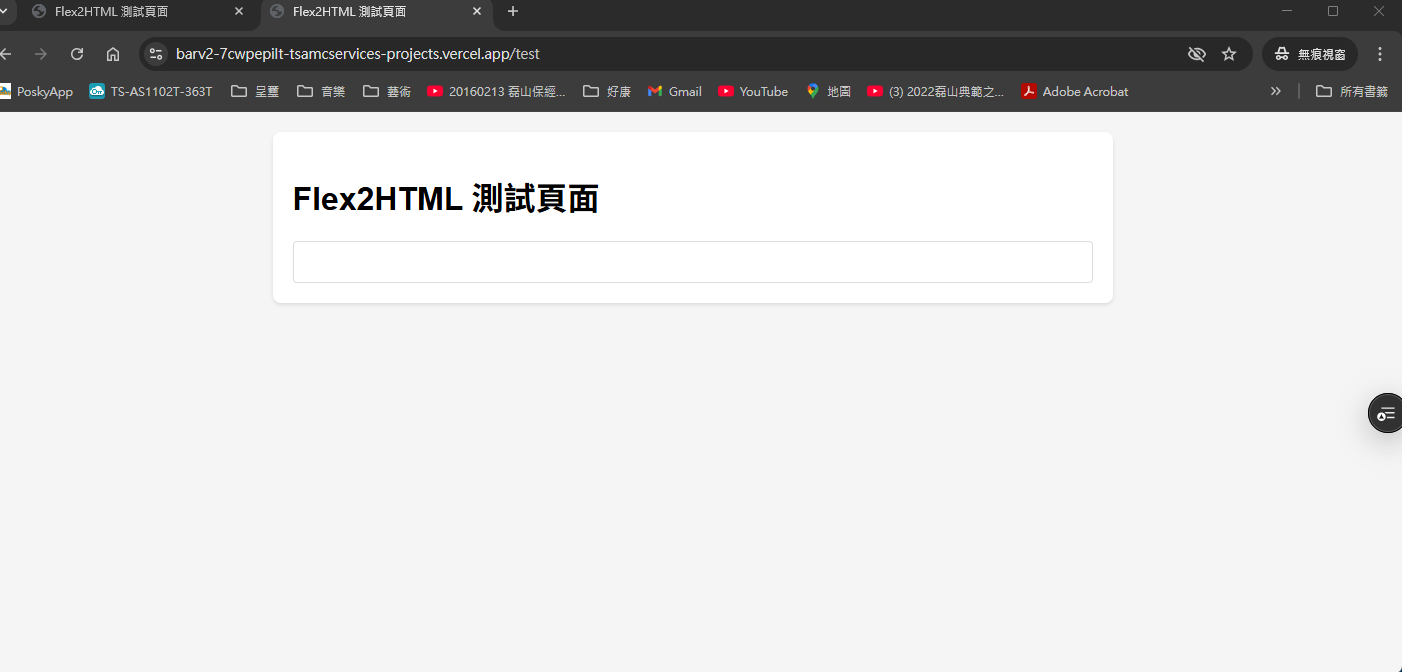 Flex2HTML 測試頁面
Flex2HTML 測試頁面
barv2-7cwpepilt-tsamcservices-projects.vercel.app/test
無痕視窗
PoskyApp TS-AS1102T-363T 呈璽 音樂 藝術 20160213 磊山保經... 好康 Gmail YouTube 地圖 (3) 2022磊山典範之... Adobe Acrobat 所有書籤
Flex2HTML 測試頁面